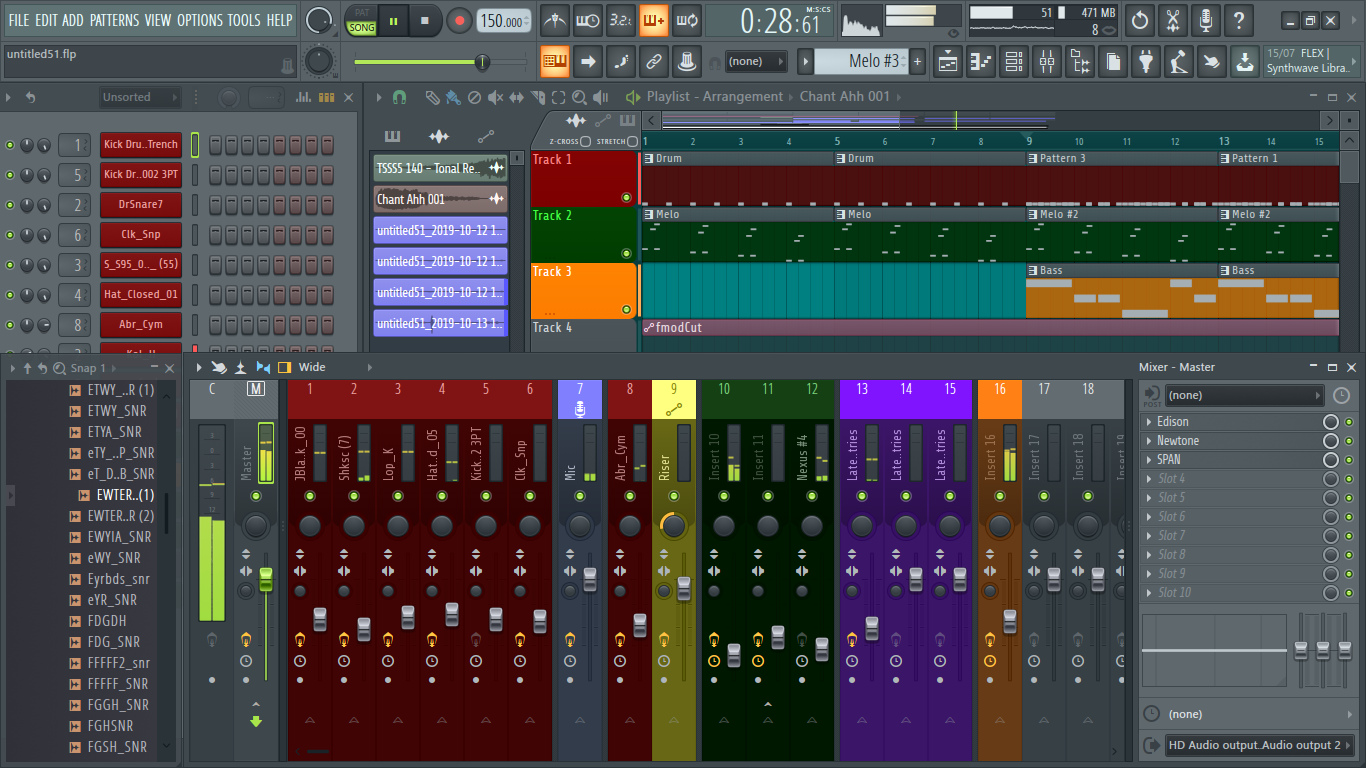 FILE EDIT ADD PATTERNS VIEW OPTIONS TOOLS HELP
PAT
SONG
150.000
3.2.
0:28:61
M:S:CS
51
471 MB
8
untitled51.flp
(none)
Melo #3
15/07 FLEX |
Synthwave Libra..
Unsorted
Playlist - Arrangement
Chant Ahh 001
Z-CROSS
STRETCH
1 2 3 4 5 6 7 8 9 10 11 12 13 14 15
1 Kick Dru..Trench
5 Kick Dr..002 3PT
2 DrSnare7
6 Clk_Snp
3 S_S95_0.._ (55)
4 Hat_Closed_01
8 Abr_Cym
TSSS5 140 – Tonal Re..
Chant Ahh 001
untitled51_2019-10-12 1..
untitled51_2019-10-12 1..
untitled51_2019-10-12 1..
untitled51_2019-10-13 1..
Track 1
Drum
Drum
Pattern 3
Pattern 1
Track 2
Melo
Melo
Melo #2
Melo #2
Track 3
Bass
Bass
Track 4
fmodCut
Snap 1
ETWY_..R (1)
ETWY_SNR
ETYA_SNR
eTY_..P_SNR
eT_D..B_SNR
EWTER..(1)
EWTER..R (2)
EWYIA_SNR
eWY_SNR
Eyrbds_snr
eYR_SNR
FDGDH
FDG_SNR
FFFFF2_snr
FFFFF_SNR
FGGH_SNR
FGHSNR
FGSH_SNR
Wide
C M 1 2 3 4 5 6 7 8 9 10 11 12 13 14 15 16 17 18
Master
JBa..k_00
Shksc (7)
Lop_K
Hat..d_05
Kick..2 3PT
Clk_Snp
Mic
Abr_Cym
Riser
Insert 10
Insert 11
Nexus #4
Late..tries
Late..tries
Late..tries
Insert 16
Insert 17
Insert 18
Mixer - Master
POST
(none)
Edison
Newtone
SPAN
Slot 4
Slot 5
Slot 6
Slot 7
Slot 8
Slot 9
Slot 10
(none)
HD Audio output..Audio output 2